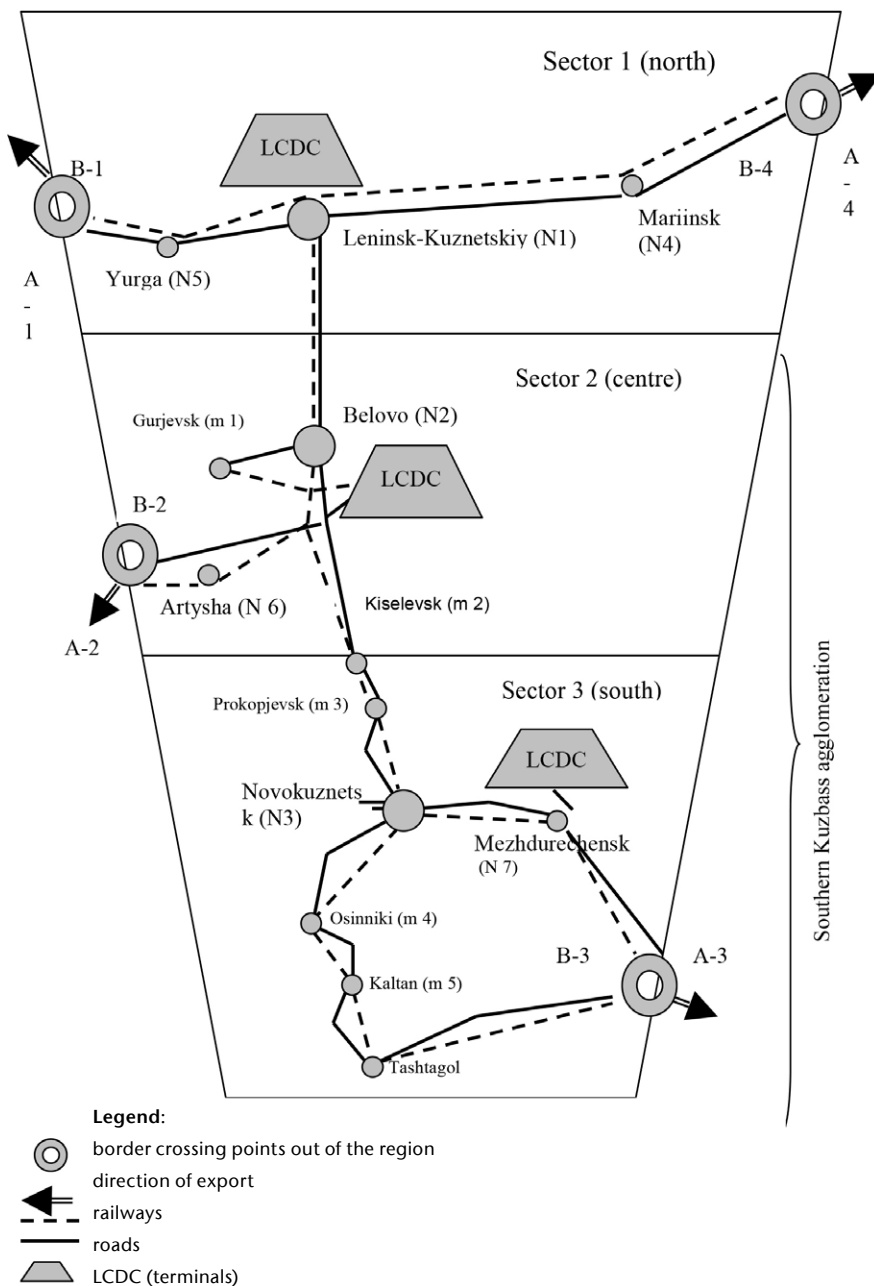 Sector 1 (north)
LCDC
B-1
B-4
A
-
4
Leninsk-Kuznetskiy (N1)
Mariinsk
(N4)
A
-
1
Yurga (N5)
Sector 2 (centre)
Belovo (N2)
Gurjevsk (m 1)
LCDC
B-2
Artysha (N 6)
Kiselevsk (m 2)
A-2
Sector 3 (south)
Prokopjevsk (m 3)
LCDC
Novokuznets
k (N3)
Mezhdurechensk
(N 7)
Osinniki (m 4)
B-3
A-3
Kaltan (m 5)
Tashtagol
Southern Kuzbass agglomeration
Legend:
border crossing points out of the region
direction of export
railways
roads
LCDC (terminals)